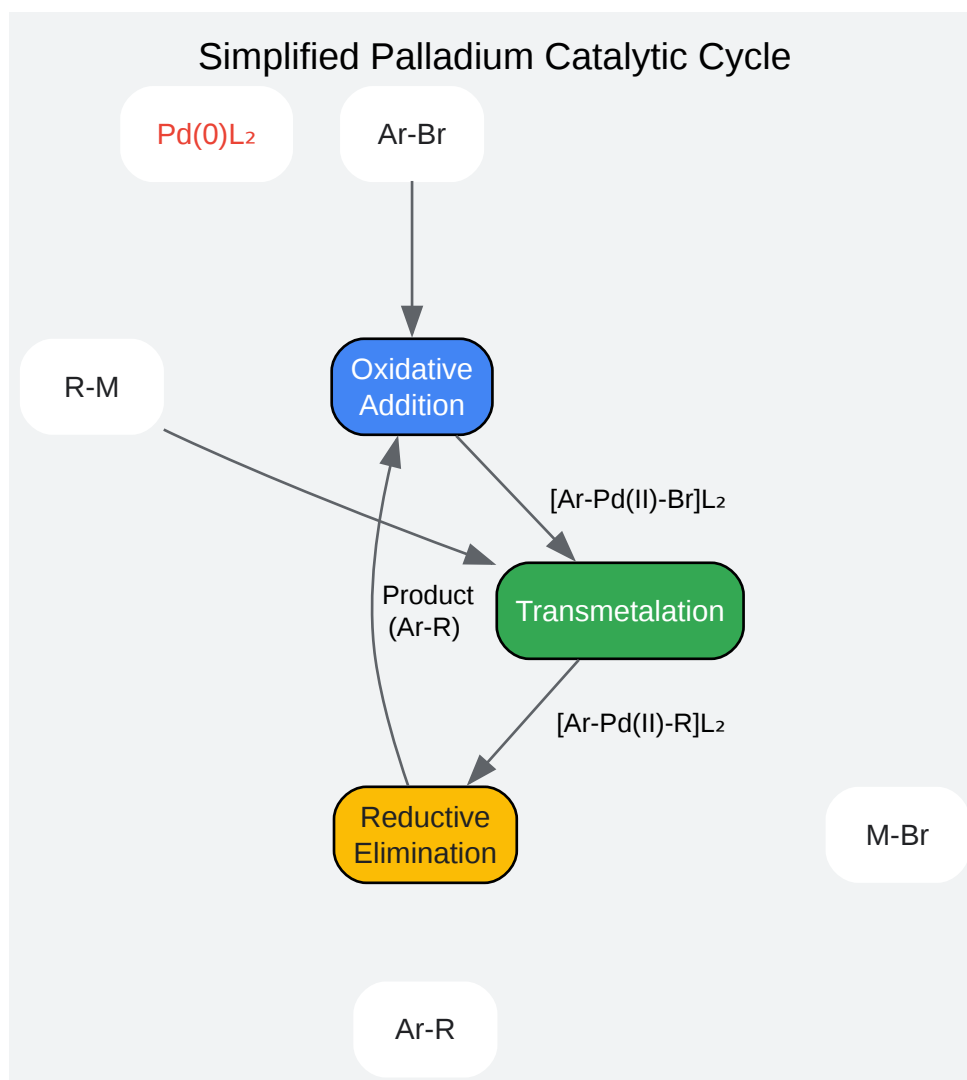 Simplified Palladium Catalytic Cycle
Pd(0)L₂
Ar-Br
R-M
Oxidative
Addition
[Ar-Pd(II)-Br]L₂
Product
(Ar-R)
Transmetalation
[Ar-Pd(II)-R]L₂
Reductive
Elimination
M-Br
Ar-R